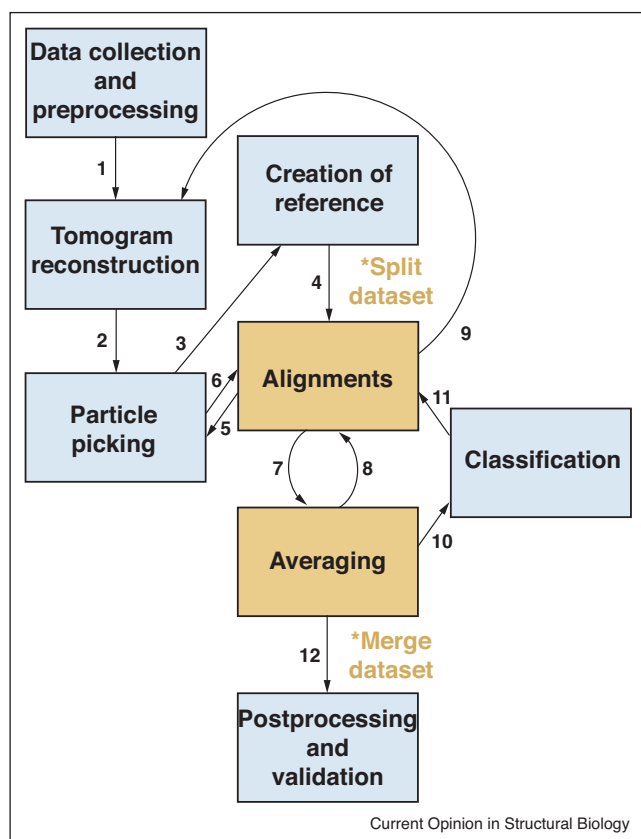 Data collection
and
preprocessing
1
Creation of
reference
Tomogram
reconstruction
4
*Split
dataset
2
3
9
6
Alignments
Particle
picking
5
11
Classification
7
8
Averaging
10
12
*Merge
dataset
Postprocessing
and
validation
Current Opinion in Structural Biology